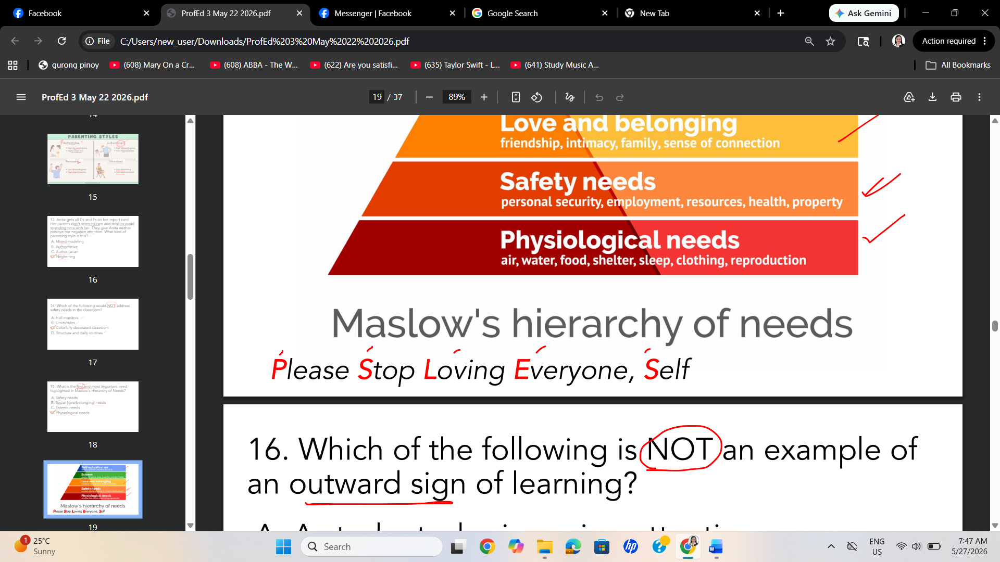 Facebook
ProfEd 3 May 22 2026.pdf
Messenger | Facebook
Google Search
New Tab
Ask Gemini
File
C:/Users/new_user/Downloads/ProfEd%203%20May%2022%202026.pdf
Action required
gurong pinoy
(608) Mary On a Cr...
(608) ABBA - The W...
(622) Are you satisfi...
(635) Taylor Swift - L...
(641) Study Music A...
All Bookmarks
ProfEd 3 May 22 2026.pdf
19 / 37
89%
PARENTING STYLES
Authoritative
Authoritarian
Permissive
Uninvolved
15
13. Anita gets all Ds and Fs on her report card.
Her parents don't seem to care and tend to avoid
spending time with her. They give Anita neither
positive nor negative attention. What kind of
parenting style is this?
A. Mixed modeling
B. Authoritative
C. Authoritarian
D. Neglecting
16
14. Which of the following would NOT address
safety needs in the classroom?
A. Hall monitors
B. Limits/rules
C. Colorfully decorated classroom
D. Structure and daily routines
17
15. What is the first and most important need
highlighted in Maslow's Hierarchy of Needs?
A. Safety needs
B. Social (love/belonging) needs
C. Esteem needs
D. Physiological needs
18
Self-actualization
Esteem
Love and belonging
Safety needs
Physiological needs
Maslow's hierarchy of needs
Please Stop Loving Everyone, Self
19
Love and belonging
friendship, intimacy, family, sense of connection
Safety needs
personal security, employment, resources, health, property
Physiological needs
air, water, food, shelter, sleep, clothing, reproduction
Maslow's hierarchy of needs
Please Stop Loving Everyone, Self
16. Which of the following is NOT an example of
an outward sign of learning?
1
25°C
Sunny
Search
ENG
US
7:47 AM
5/27/2026